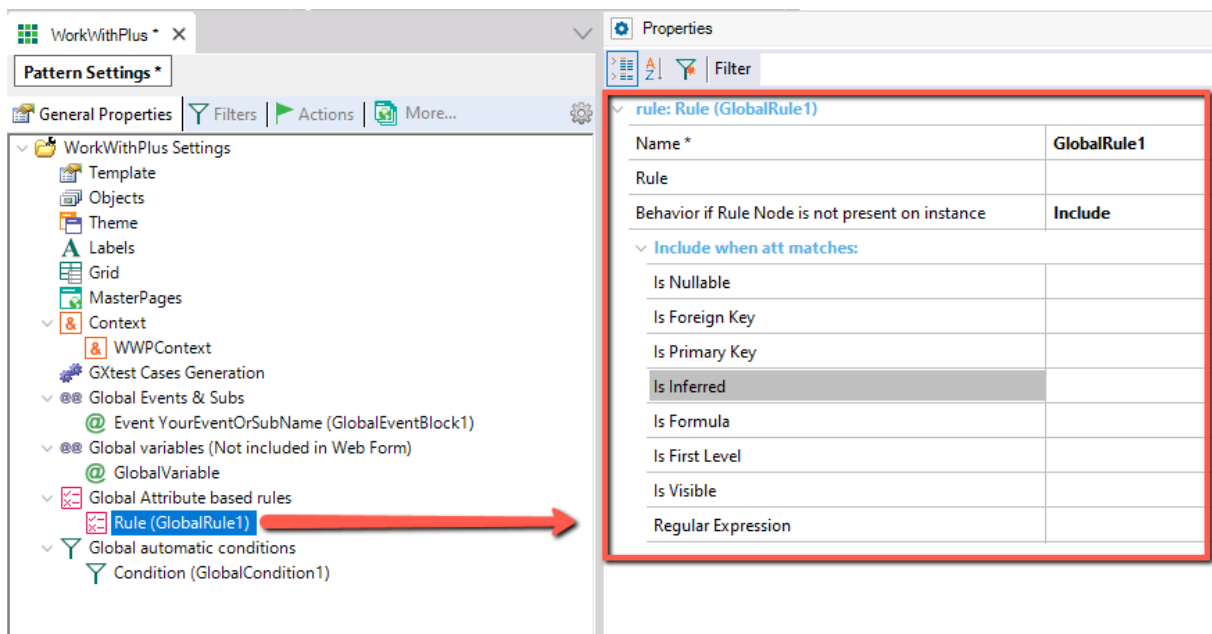 WorkWithPlus *
Pattern Settings *
General Properties
Filters
Actions
More...
WorkWithPlus Settings
Template
Objects
Theme
Labels
Grid
MasterPages
Context
WWPContext
GXtest Cases Generation
Global Events & Subs
Event YourEventOrSubName (GlobalEventBlock1)
Global variables (Not included in Web Form)
GlobalVariable
Global Attribute based rules
Rule (GlobalRule1)
Global automatic conditions
Condition (GlobalCondition1)
Properties
Filter
rule: Rule (GlobalRule1)
Name * GlobalRule1
Rule
Behavior if Rule Node is not present on instance Include
Include when att matches:
Is Nullable
Is Foreign Key
Is Primary Key
Is Inferred
Is Formula
Is First Level
Is Visible
Regular Expression